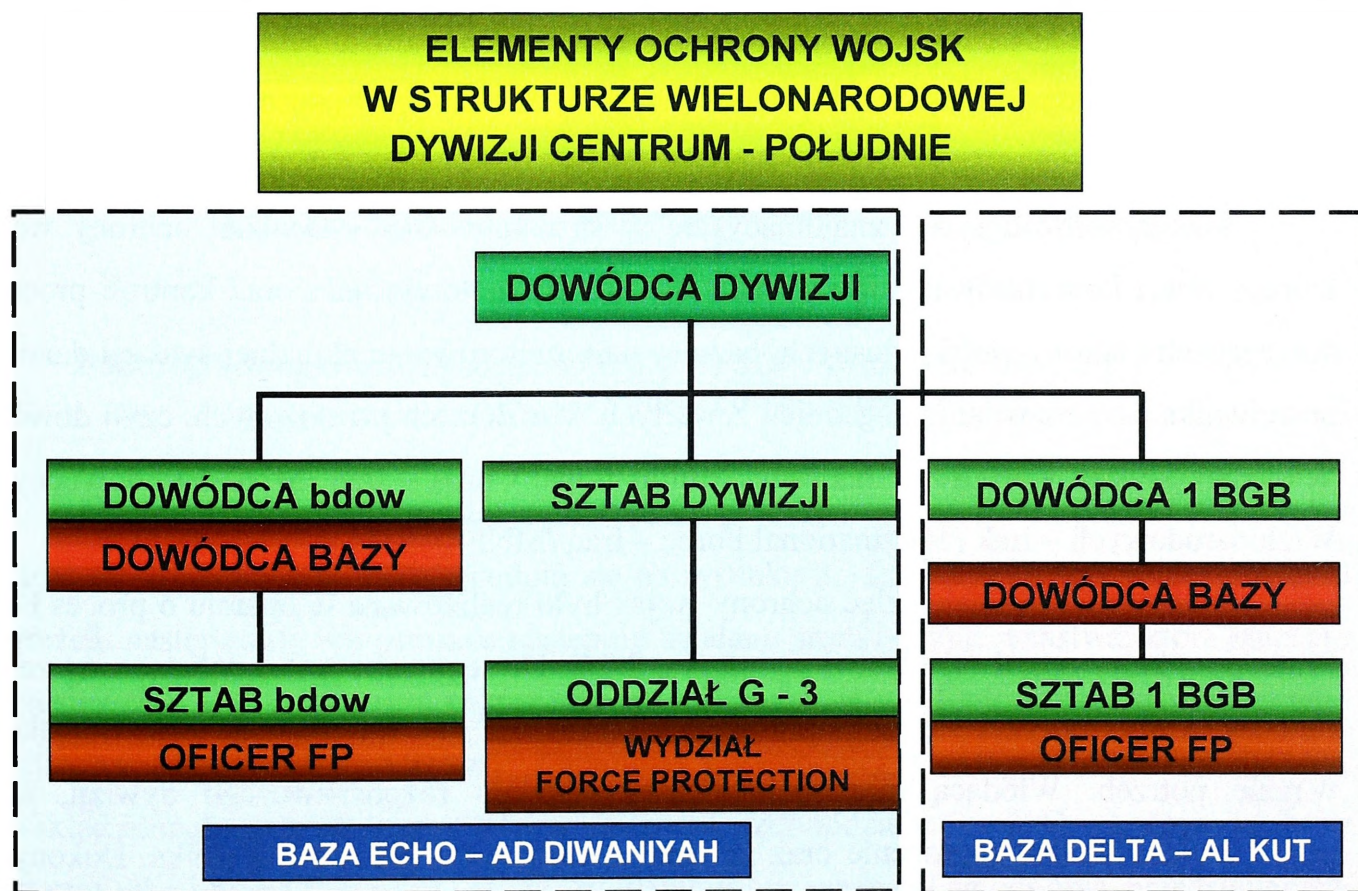 ELEMENTY OCHRONY WOJSK
W STRUKTURZE WIELONARODOWEJ
DYWIZJI CENTRUM - POŁUDNIE
DOWÓDCA DYWIZJI
DOWÓDCA bdow
DOWÓDCA BAZY
SZTAB bdow
OFICER FP
SZTAB DYWIZJI
ODDZIAŁ G - 3
WYDZIAŁ
FORCE PROTECTION
BAZA ECHO – AD DIWANIYAH
DOWÓDCA 1 BGB
DOWÓDCA BAZY
SZTAB 1 BGB
OFICER FP
BAZA DELTA – AL KUT